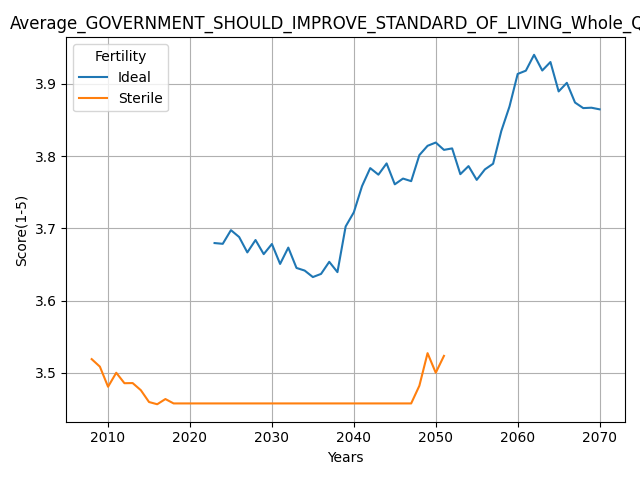 Average_GOVERNMENT_SHOULD_IMPROVE_STANDARD_OF_LIVING_Whole_Q
Fertility
Ideal
Sterile
3.9
3.8
3.7
3.6
3.5
Score(1-5)
2010 2020 2030 2040 2050 2060 2070
Years